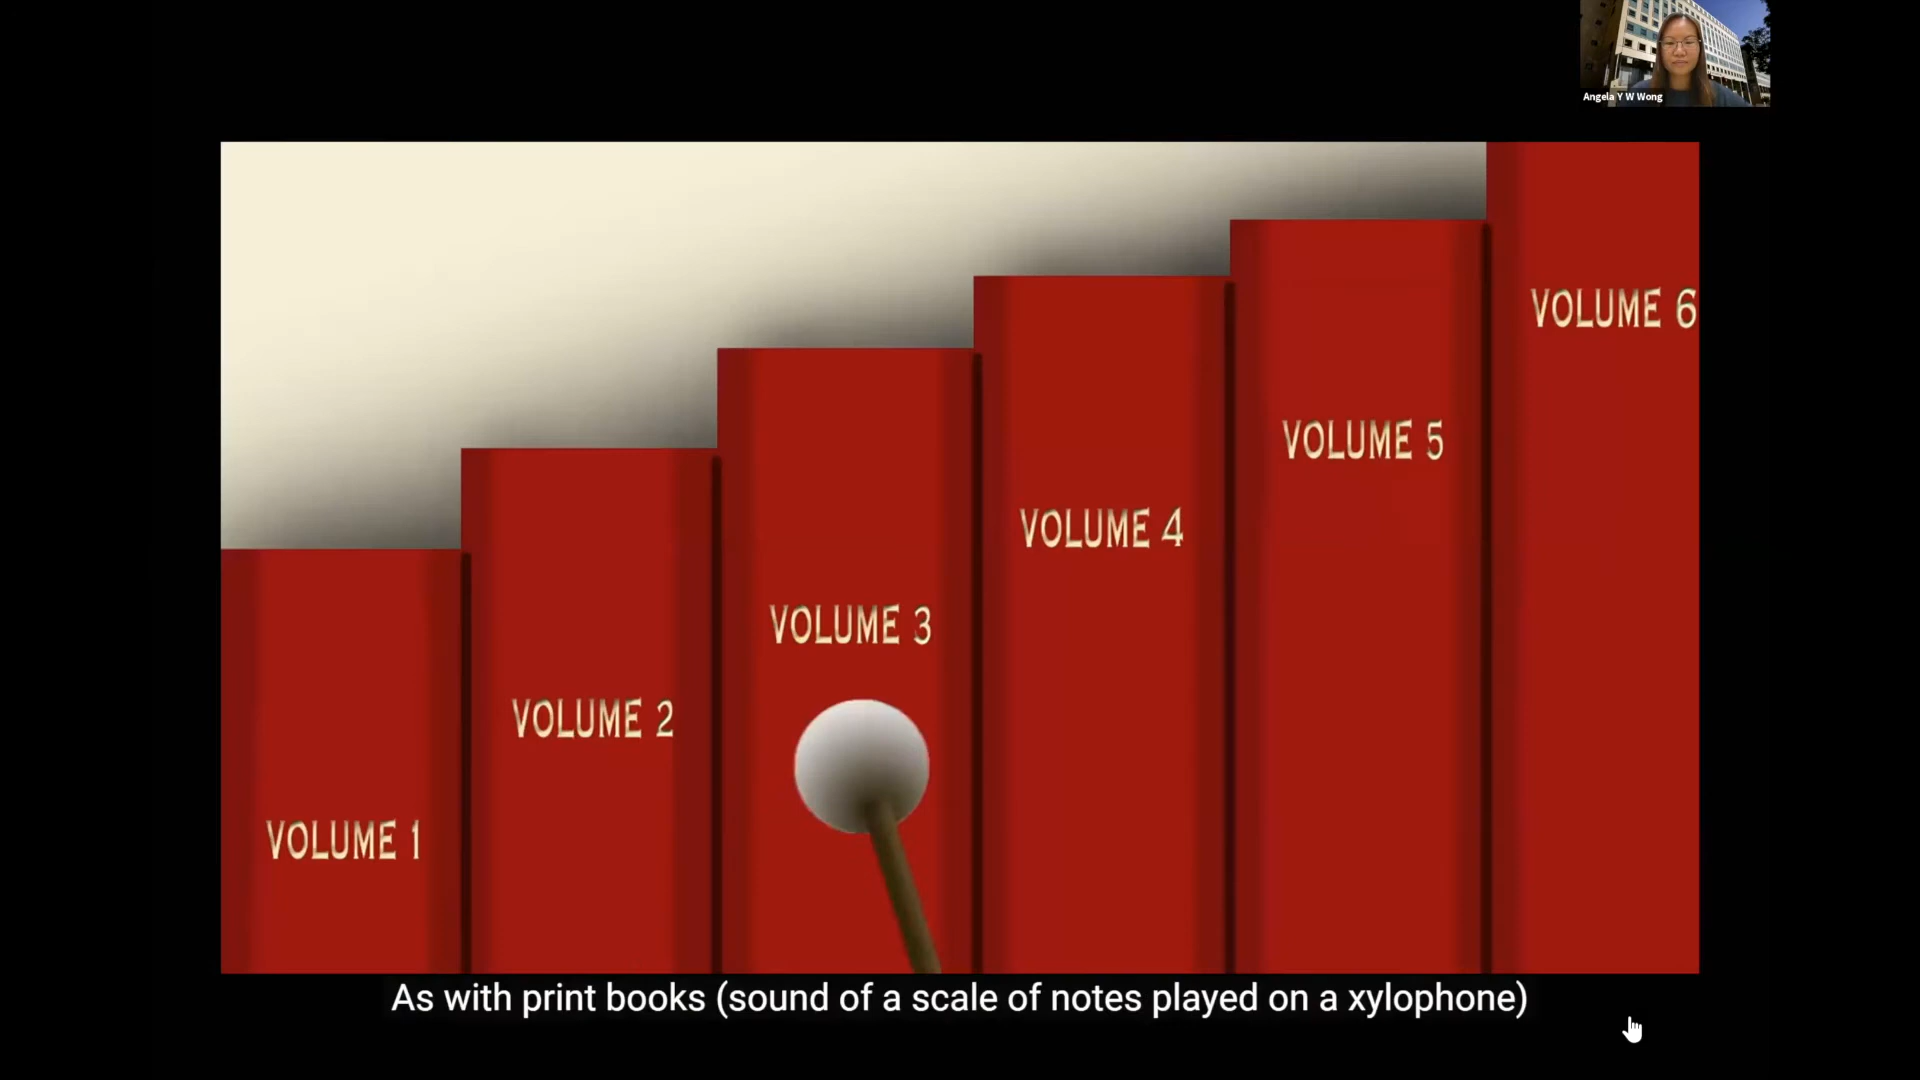 Angela Y W Wong
VOLUME 6
VOLUME 5
VOLUME 4
VOLUME 3
VOLUME 2
VOLUME 1
As with print books (sound of a scale of notes played on a xylophone)